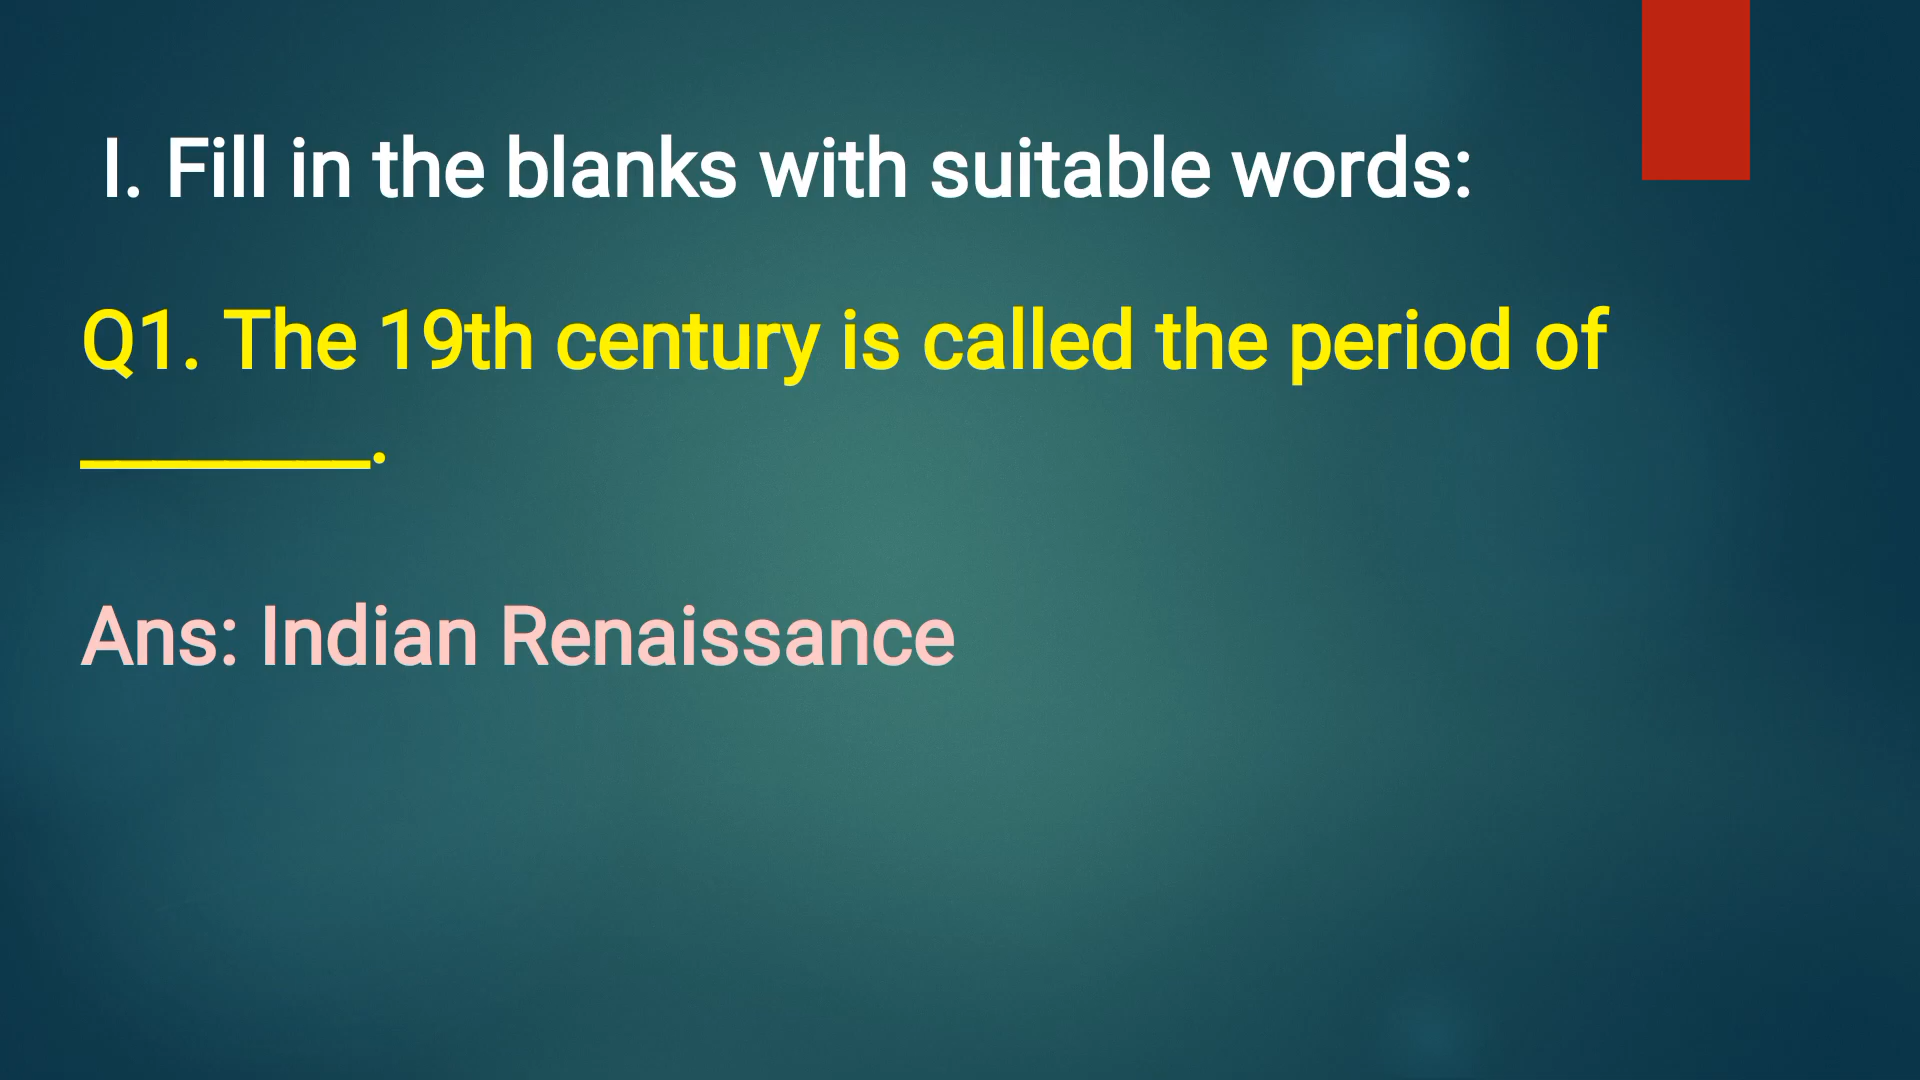 I. Fill in the blanks with suitable words:
Q1. The 19th century is called the period of
________.
Ans: Indian Renaissance